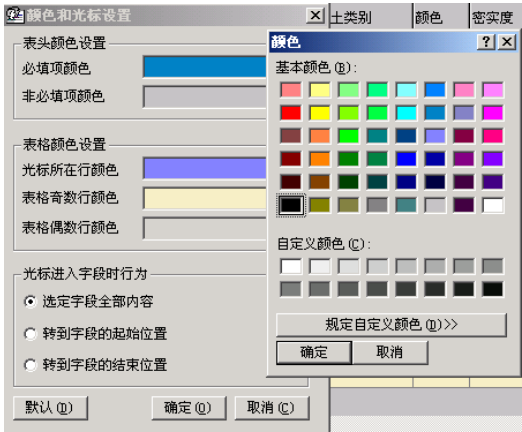 颜色和光标设置
土类别 颜色 密实度
表头颜色设置
必填项颜色
非必填项颜色
表格颜色设置
光标所在行颜色
表格奇数行颜色
表格偶数行颜色
光标进入字段时行为
选定字段全部内容
转到字段的起始位置
转到字段的结束位置
默认(D) 确定(O) 取消(C)
颜色
基本颜色(B):
自定义颜色(C):
规定自定义颜色(D)>>
确定 取消